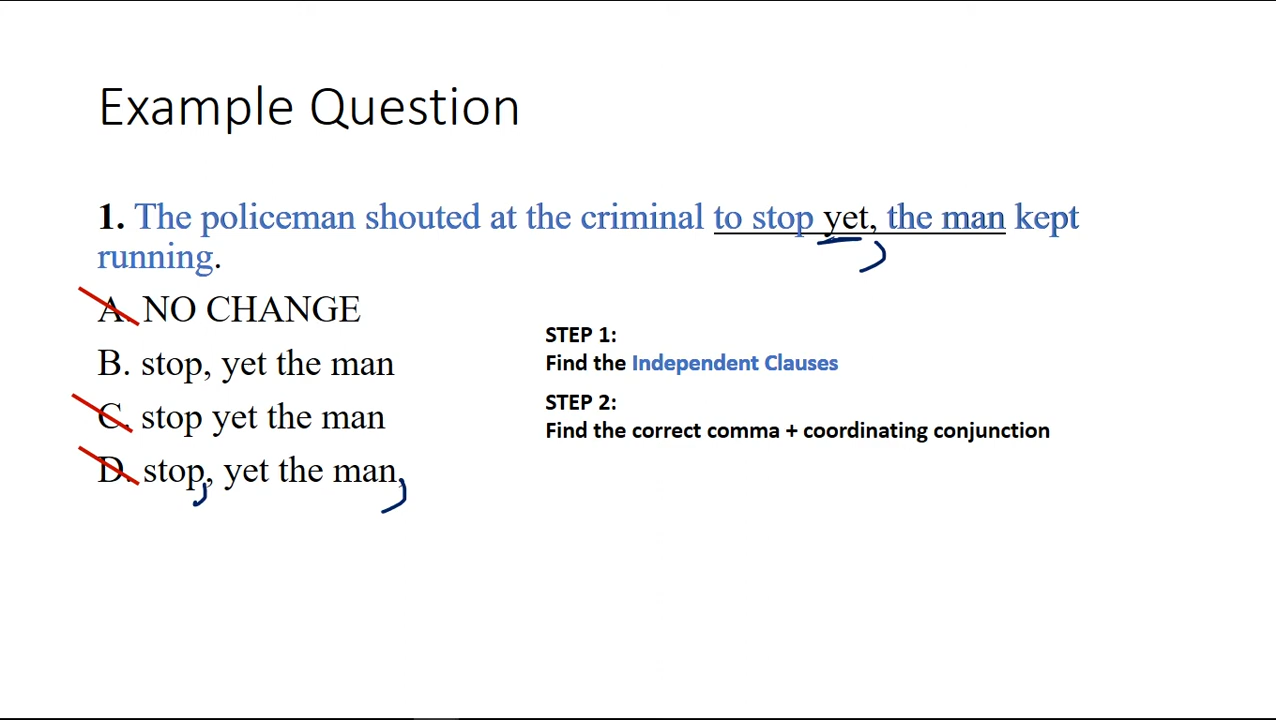 Example Question
1. The policeman shouted at the criminal to stop yet, the man kept
running.
A. NO CHANGE
B. stop, yet the man
C. stop yet the man
D. stop, yet the man,
STEP 1:
Find the Independent Clauses
STEP 2:
Find the correct comma + coordinating conjunction